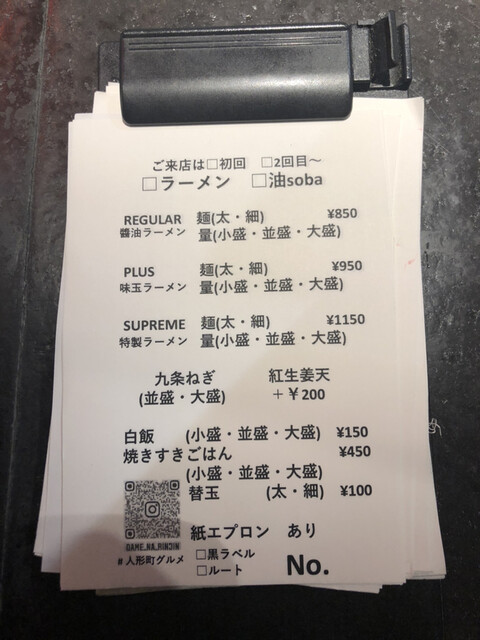 ご来店は□初回 □2回目～
□ラーメン □油soba
REGULAR 麺(太・細) ¥850
醬油ラーメン 量(小盛・並盛・大盛)
PLUS 麺(太・細) ¥950
味玉ラーメン 量(小盛・並盛・大盛)
SUPREME 麺(太・細) ¥1150
特製ラーメン 量(小盛・並盛・大盛)
九条ねぎ 紅生姜天
(並盛・大盛) ＋￥200
白飯 (小盛・並盛・大盛) ¥150
焼きすきごはん ¥450
(小盛・並盛・大盛)
替玉 (太・細) ¥100
紙エプロン あり
GAME_NA_RINJIN
#人形町グルメ
□黒ラベル
□ルート
No.